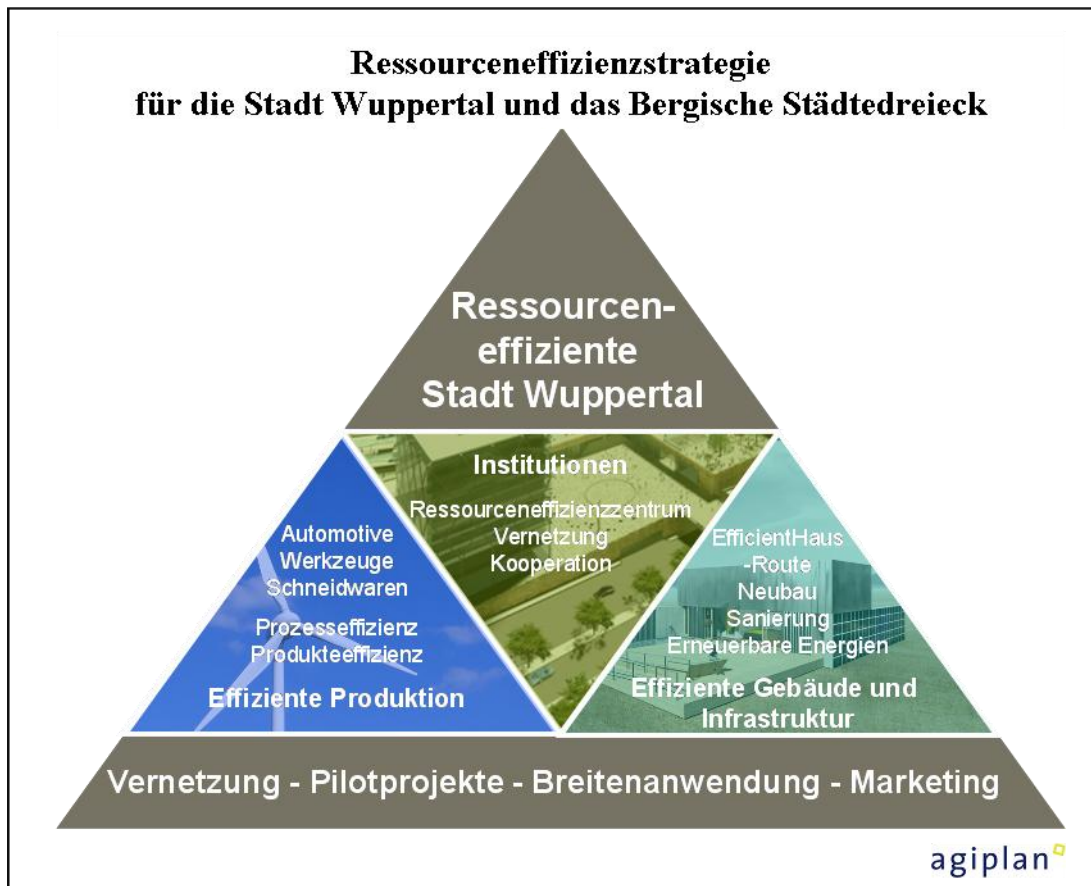 Ressourceneffizienzstrategie
für die Stadt Wuppertal und das Bergische Städtedreieck
Ressourcen-
effiziente
Stadt Wuppertal
Institutionen
Ressourceneffizienzzentrum
Vernetzung
Kooperation
Automotive
Werkzeuge
Schneidwaren
Prozesseffizienz
Produkteeffizienz
Effiziente Produktion
EfficientHaus
-Route
Neubau
Sanierung
Erneuerbare Energien
Effiziente Gebäude und
Infrastruktur
Vernetzung - Pilotprojekte - Breitenanwendung - Marketing
agiplan